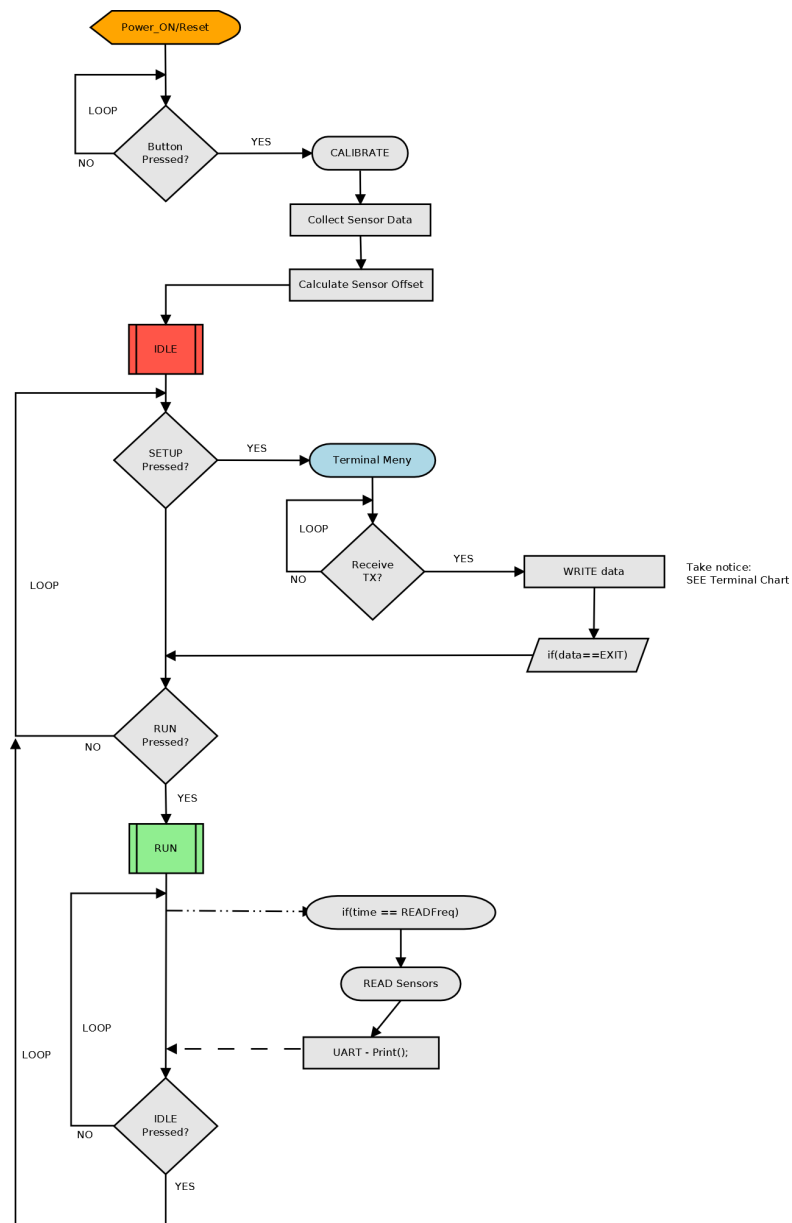 Power_ON/Reset
LOOP
Button
Pressed?
YES
NO
CALIBRATE
Collect Sensor Data
Calculate Sensor Offset
IDLE
SETUP
Pressed?
YES
Terminal Meny
LOOP
Receive
TX?
NO
YES
WRITE data
Take notice:
SEE Terminal Chart
LOOP
if(data==EXIT)
RUN
Pressed?
NO
YES
RUN
if(time == READFreq)
READ Sensors
LOOP
UART - Print();
LOOP
IDLE
Pressed?
NO
YES